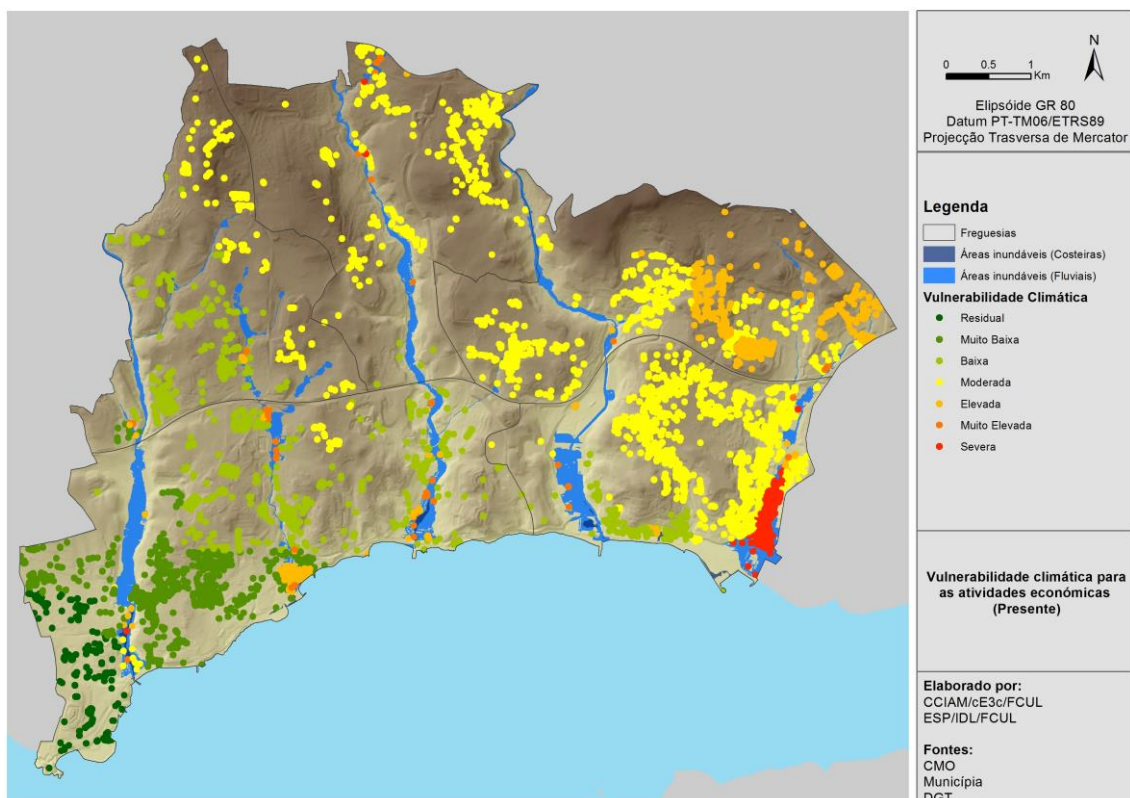 N
0 0.5 1
Km
Elipsóide GR 80
Datum PT-TM06/ETRS89
Projecção Trasversa de Mercator
Legenda
Freguesias
Áreas inundáveis (Costeiras)
Áreas inundáveis (Fluviais)
Vulnerabilidade Climática
Residual
Muito Baixa
Baixa
Moderada
Elevada
Muito Elevada
Severa
Vulnerabilidade climática para
as atividades económicas
(Presente)
Elaborado por:
CCIAM/cE3c/FCUL
ESP/IDL/FCUL
Fontes:
CMO
Municípia
DGT